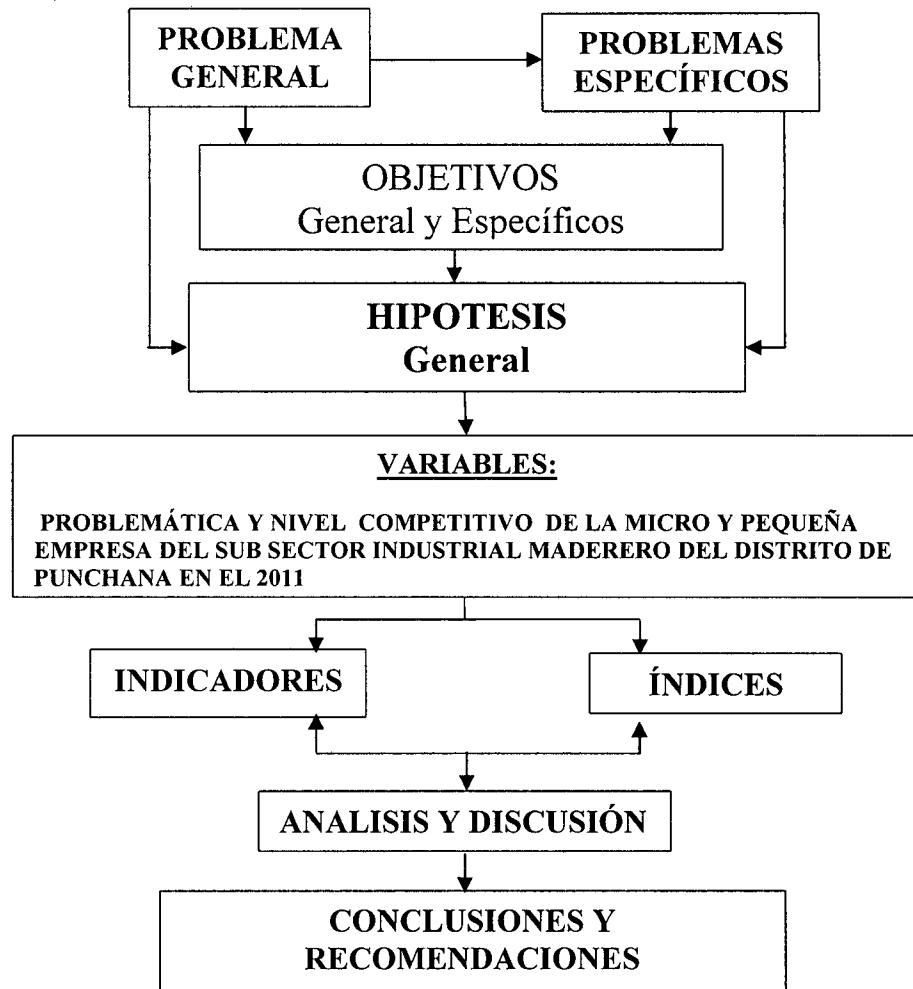 PROBLEMA
GENERAL
PROBLEMAS
ESPECÍFICOS
OBJETIVOS
General y Específicos
HIPOTESIS
General
VARIABLES:
PROBLEMÁTICA Y NIVEL COMPETITIVO DE LA MICRO Y PEQUEÑA
EMPRESA DEL SUB SECTOR INDUSTRIAL MADERERO DEL DISTRITO DE
PUNCHANA EN EL 2011
INDICADORES
ÍNDICES
ANALISIS Y DISCUSIÓN
CONCLUSIONES Y
RECOMENDACIONES